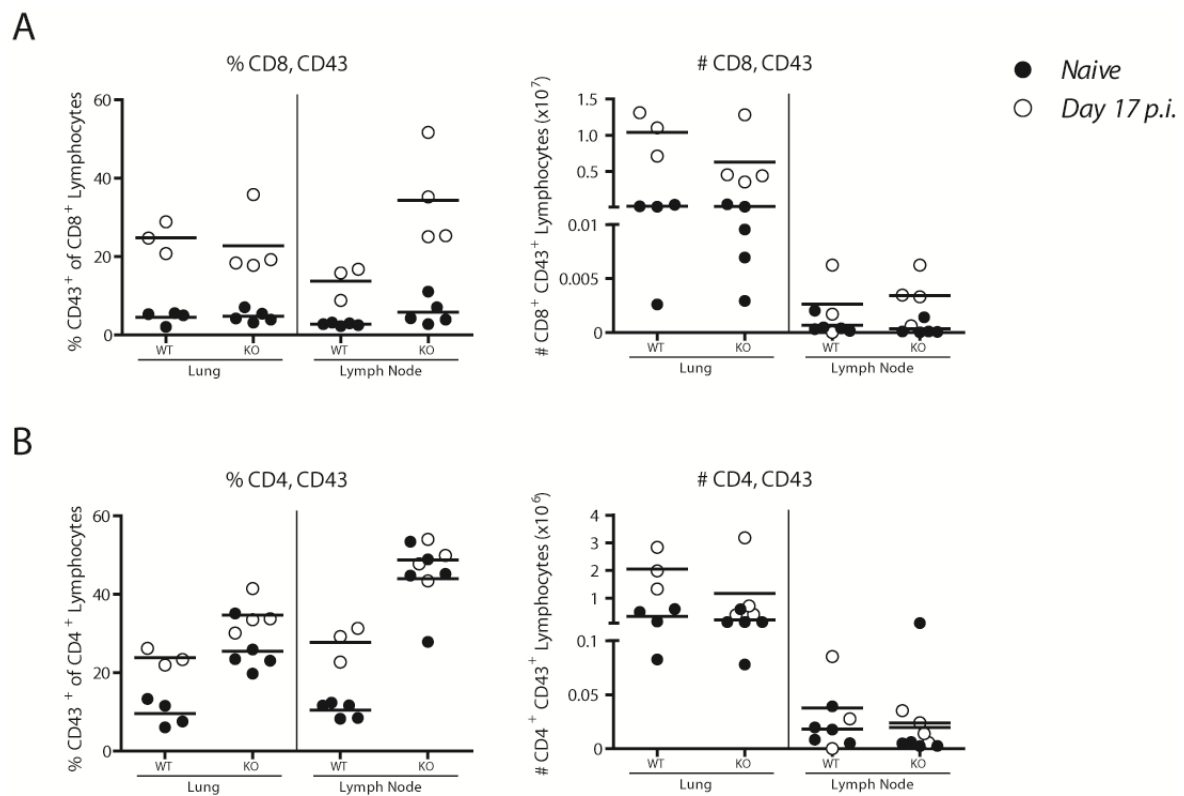 A
% CD8, CD43
# CD8, CD43
Naive
Day 17 p.i.
% CD43+ of CD8+ Lymphocytes
60
40
20
0
WT
KO
WT
KO
Lung
Lymph Node
# CD8+ CD43+ Lymphocytes (x10⁷)
1.5
1.0
0.5
0.01
0.005
0
WT
KO
WT
KO
Lung
Lymph Node
B
% CD4, CD43
# CD4, CD43
% CD43 + of CD4 + Lymphocytes
60
40
20
0
WT
KO
WT
KO
Lung
Lymph Node
# CD4 + CD43+ Lymphocytes (x10⁶)
4
3
2
1
0.1
0.05
0
WT
KO
WT
KO
Lung
Lymph Node